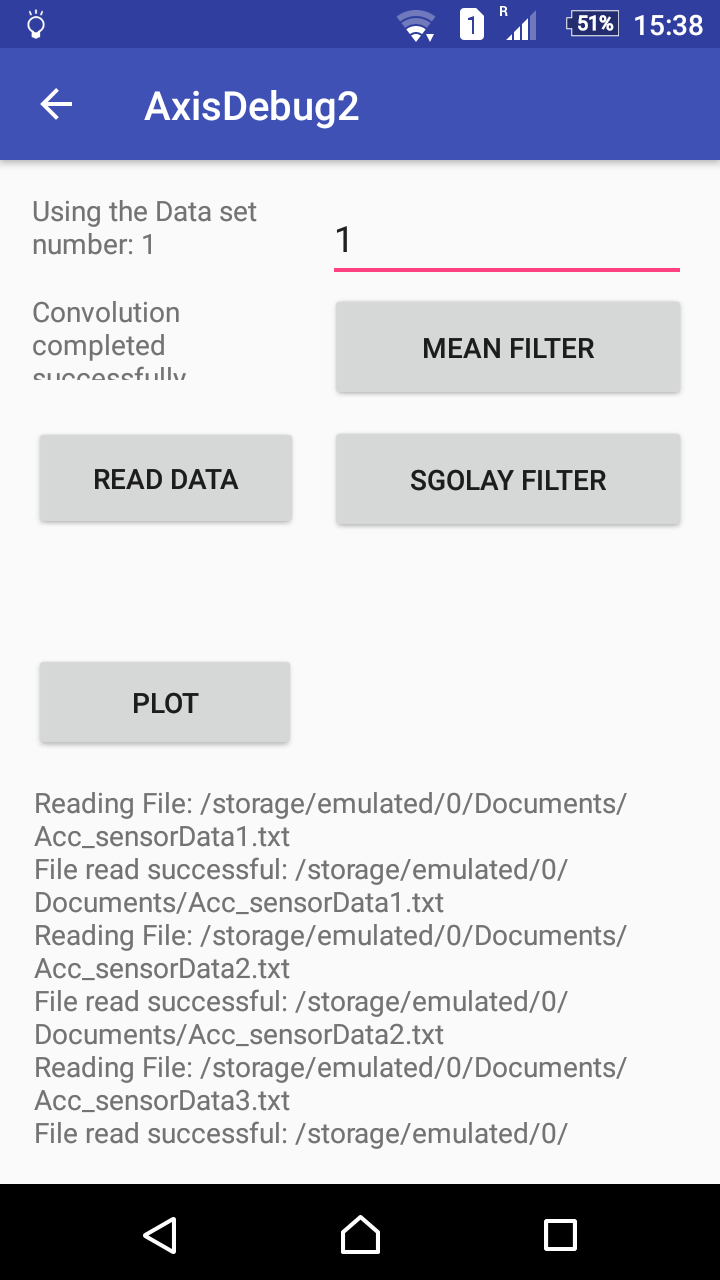 1
R
51%
15:38
AxisDebug2
Using the Data set
number: 1
1
Convolution
completed
successfully
MEAN FILTER
READ DATA
SGOLAY FILTER
PLOT
Reading File: /storage/emulated/0/Documents/
Acc_sensorData1.txt
File read successful: /storage/emulated/0/
Documents/Acc_sensorData1.txt
Reading File: /storage/emulated/0/Documents/
Acc_sensorData2.txt
File read successful: /storage/emulated/0/
Documents/Acc_sensorData2.txt
Reading File: /storage/emulated/0/Documents/
Acc_sensorData3.txt
File read successful: /storage/emulated/0/